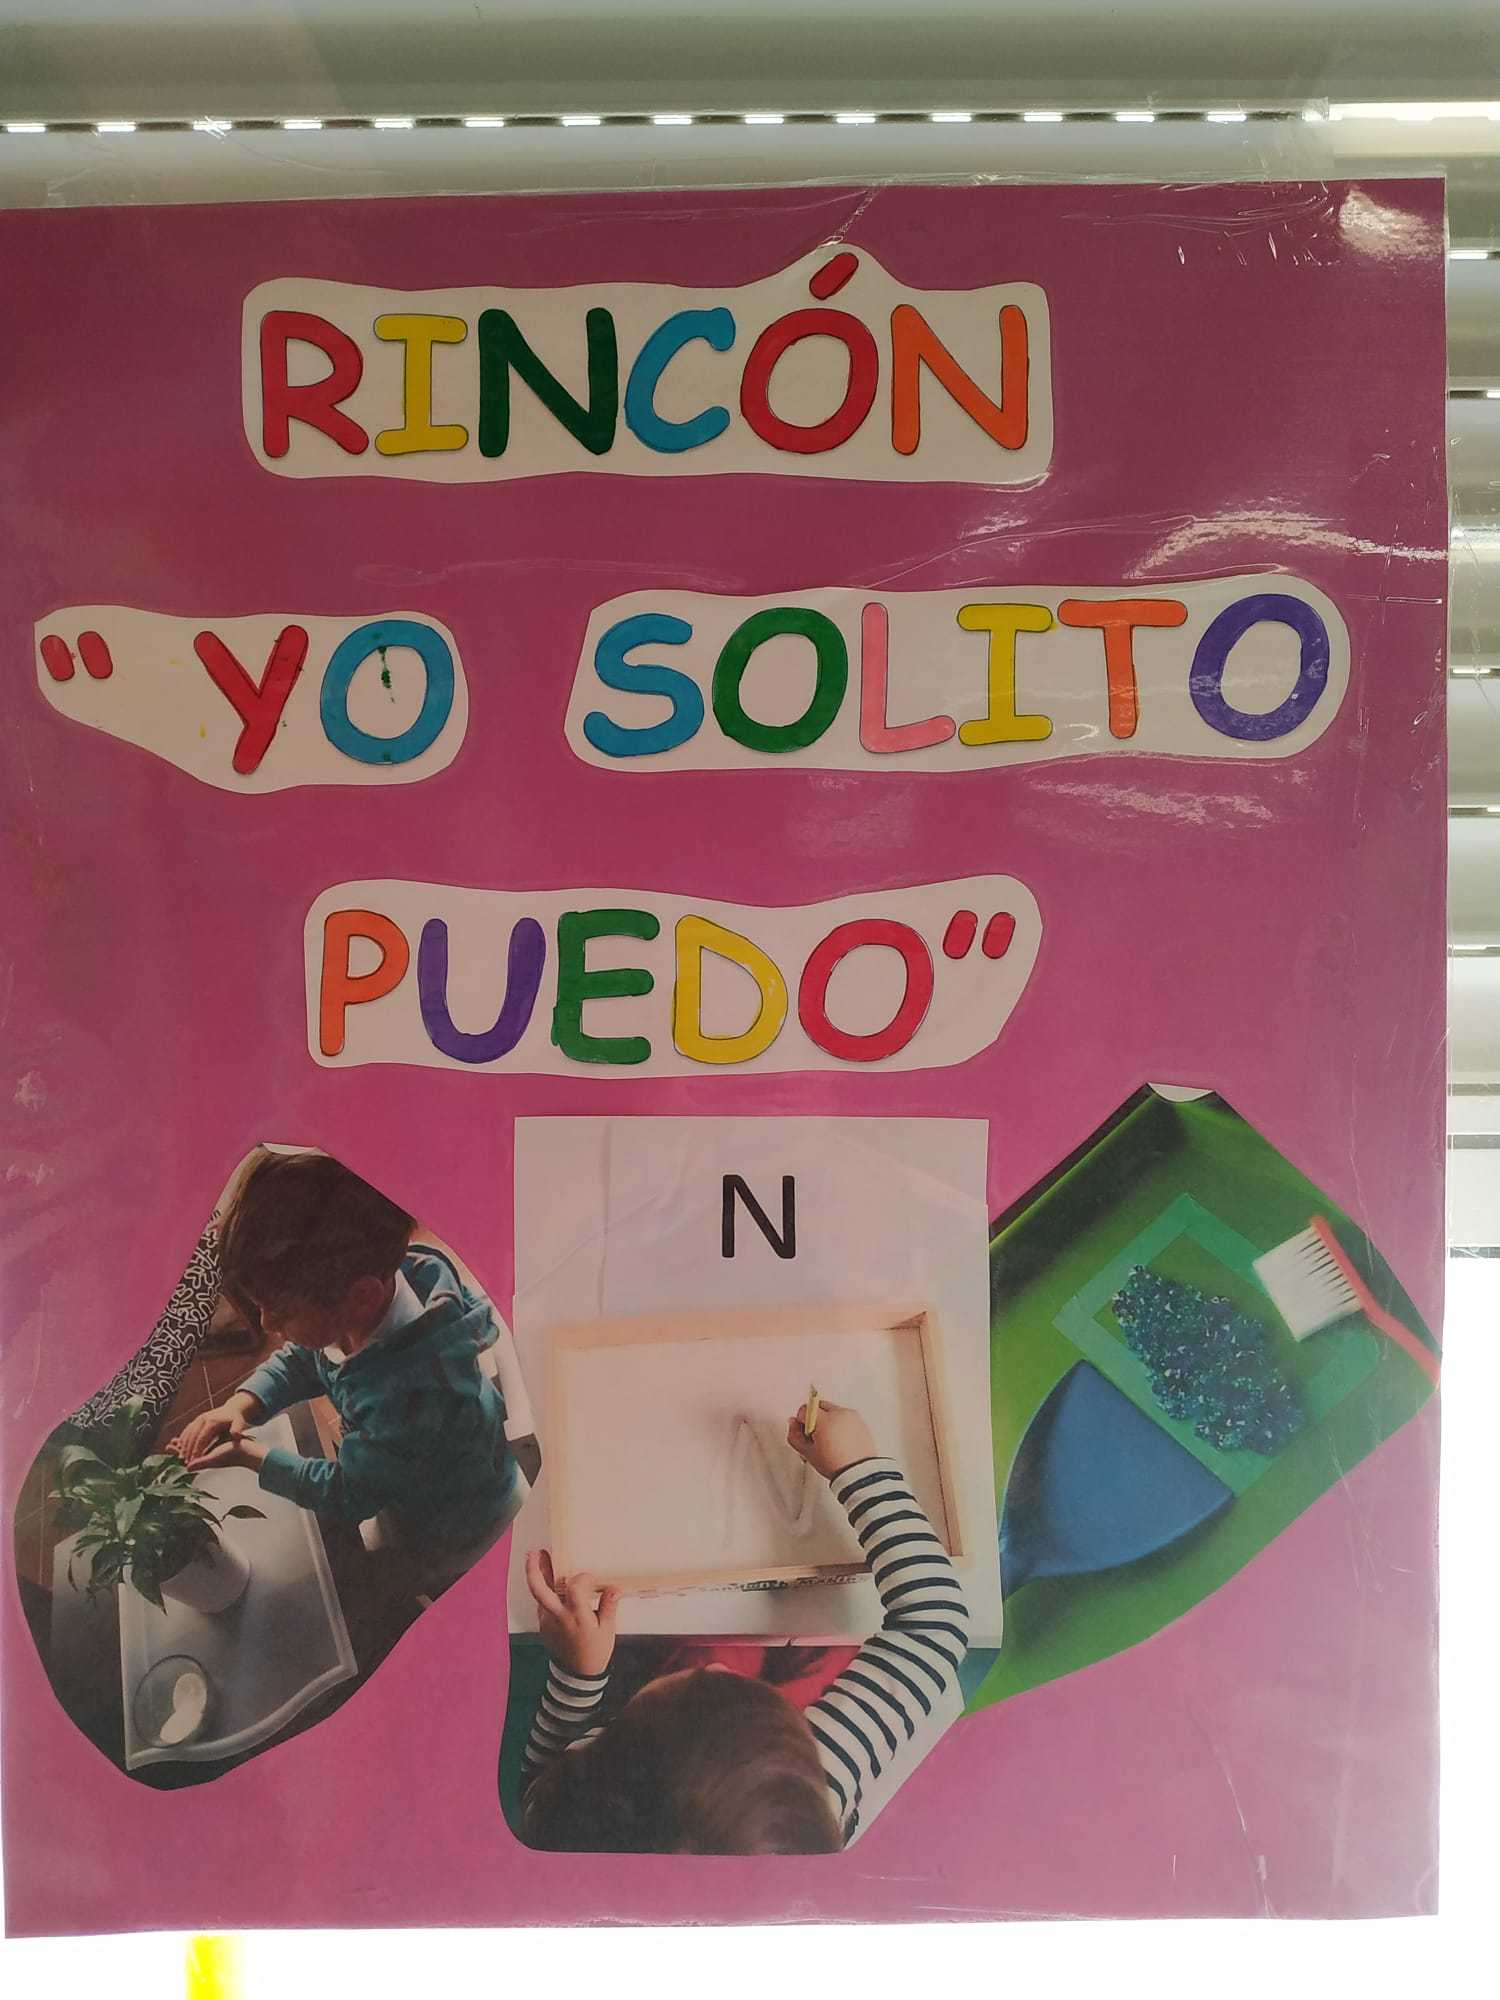 RINCÓN
"YO SOLITO
PUEDO"
N